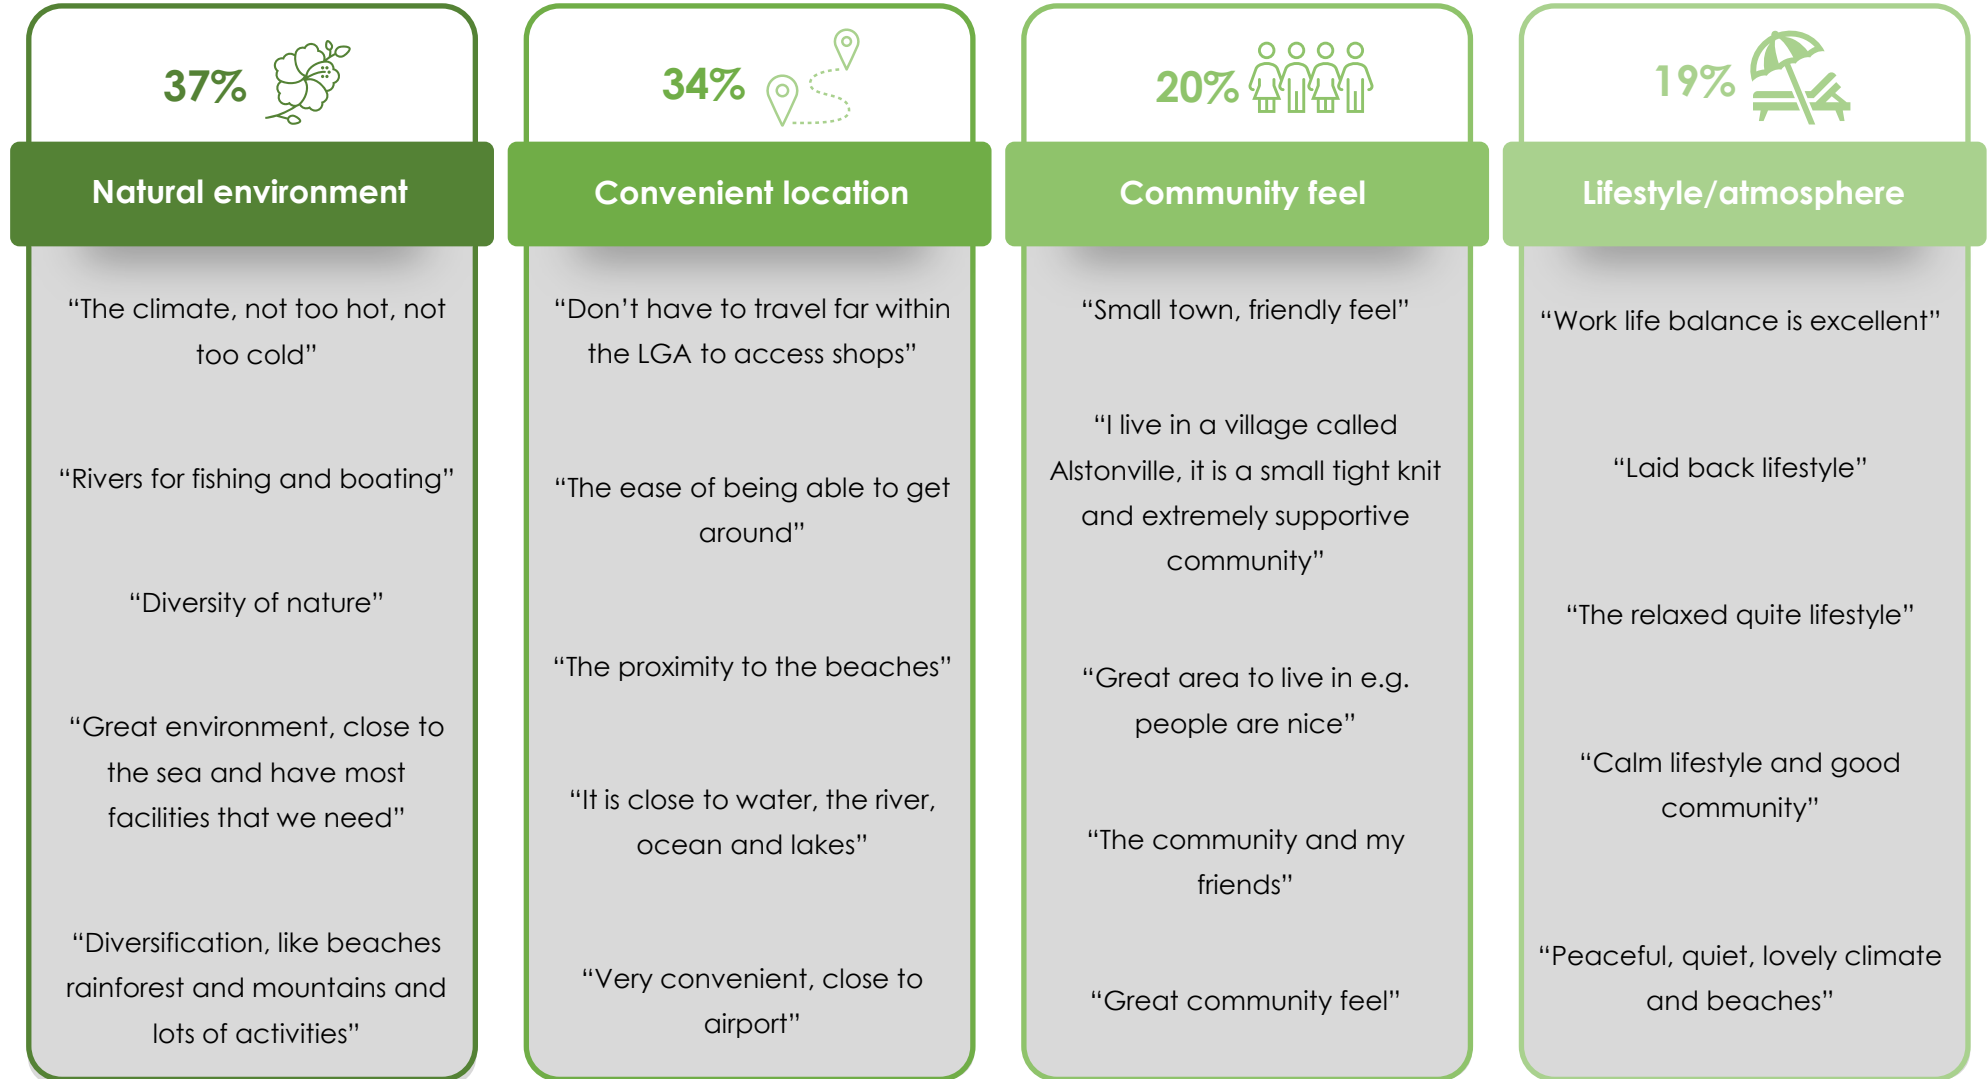 37%
Natural environment
“The climate, not too hot, not
too cold”
“Rivers for fishing and boating”
“Diversity of nature”
“Great environment, close to
the sea and have most
facilities that we need”
“Diversification, like beaches
rainforest and mountains and
lots of activities”
34%
Convenient location
“Don’t have to travel far within
the LGA to access shops”
“The ease of being able to get
around”
“The proximity to the beaches”
“It is close to water, the river,
ocean and lakes”
“Very convenient, close to
airport”
20%
Community feel
“Small town, friendly feel”
“I live in a village called
Alstonville, it is a small tight knit
and extremely supportive
community”
“Great area to live in e.g.
people are nice”
“The community and my
friends”
“Great community feel”
19%
Lifestyle/atmosphere
“Work life balance is excellent”
“Laid back lifestyle”
“The relaxed quite lifestyle”
“Calm lifestyle and good
community”
“Peaceful, quiet, lovely climate
and beaches”